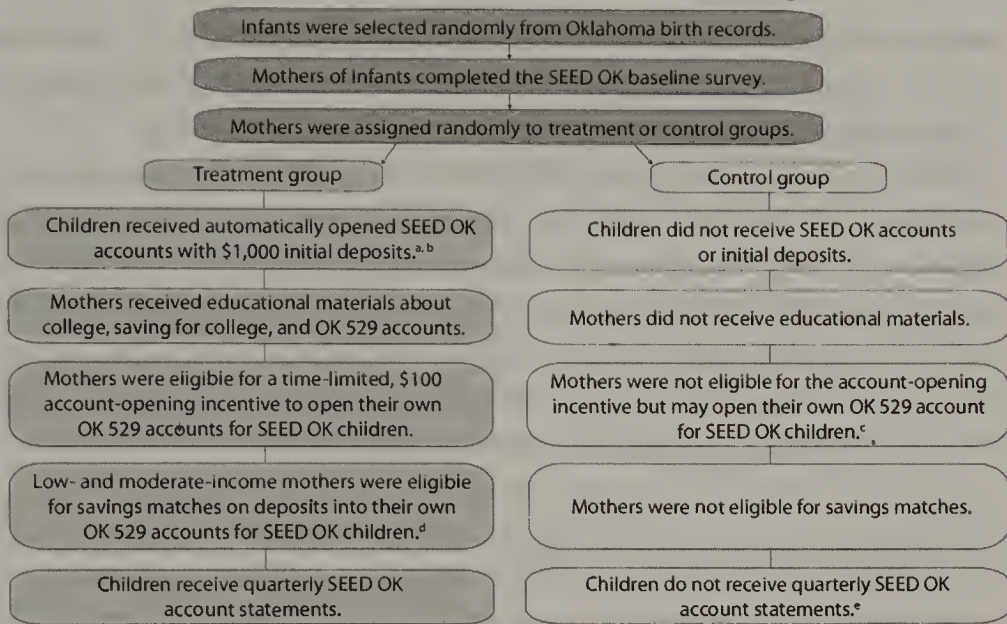 Infants were selected randomly from Oklahoma birth records.
Mothers of infants completed the SEED OK baseline survey.
Mothers were assigned randomly to treatment or control groups.
Treatment group
Control group
Children received automatically opened SEED OK
accounts with $1,000 initial deposits.a, b
Children did not receive SEED OK accounts
or initial deposits.
Mothers received educational materials about
college, saving for college, and OK 529 accounts.
Mothers did not receive educational materials.
Mothers were eligible for a time-limited, $100
account-opening incentive to open their own
OK 529 accounts for SEED OK children.
Mothers were not eligible for the account-opening
incentive but may open their own OK 529 account
for SEED OK children.c
Low- and moderate-income mothers were eligible
for savings matches on deposits into their own
OK 529 accounts for SEED OK children.d
Mothers were not eligible for savings matches.
Children receive quarterly SEED OK
account statements.
Children do not receive quarterly SEED OK
account statements.e